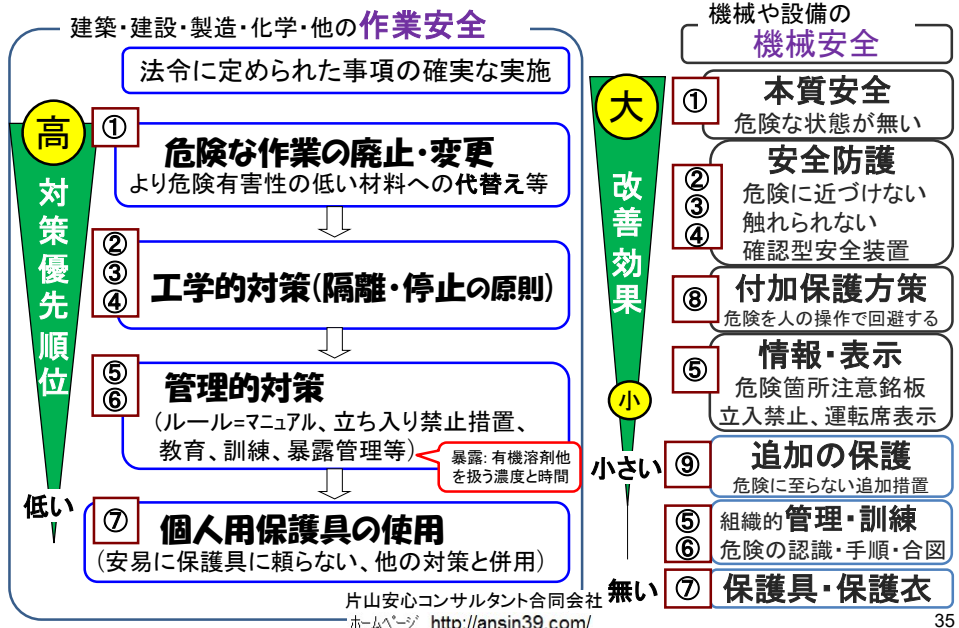 建築・建設・製造・化学・他の作業安全
法令に定められた事項の確実な実施
高
対策優先順位
低い
①
危険な作業の廃止・変更
より危険有害性の低い材料への代替え等
②
③
④
工学的対策(隔離・停止の原則)
⑤
⑥
管理的対策
(ルール=マニュアル、立ち入り禁止措置、
教育、訓練、暴露管理等)
暴露:有機溶剤他
を扱う濃度と時間
⑦
個人用保護具の使用
(安易に保護具に頼らない、他の対策と併用)
機械や設備の
機械安全
大
改善効果
小
小さい
無い
①
本質安全
危険な状態が無い
②
③
④
安全防護
危険に近づけない
触れられない
確認型安全装置
⑧
付加保護方策
危険を人の操作で回避する
⑤
情報・表示
危険箇所注意銘板
立入禁止、運転席表示
⑨
追加の保護
危険に至らない追加措置
⑤
⑥
組織的管理・訓練
危険の認識・手順・合図
⑦
保護具・保護衣
片山安心コンサルタント合同会社
ホームページ http://ansin39.com/
35